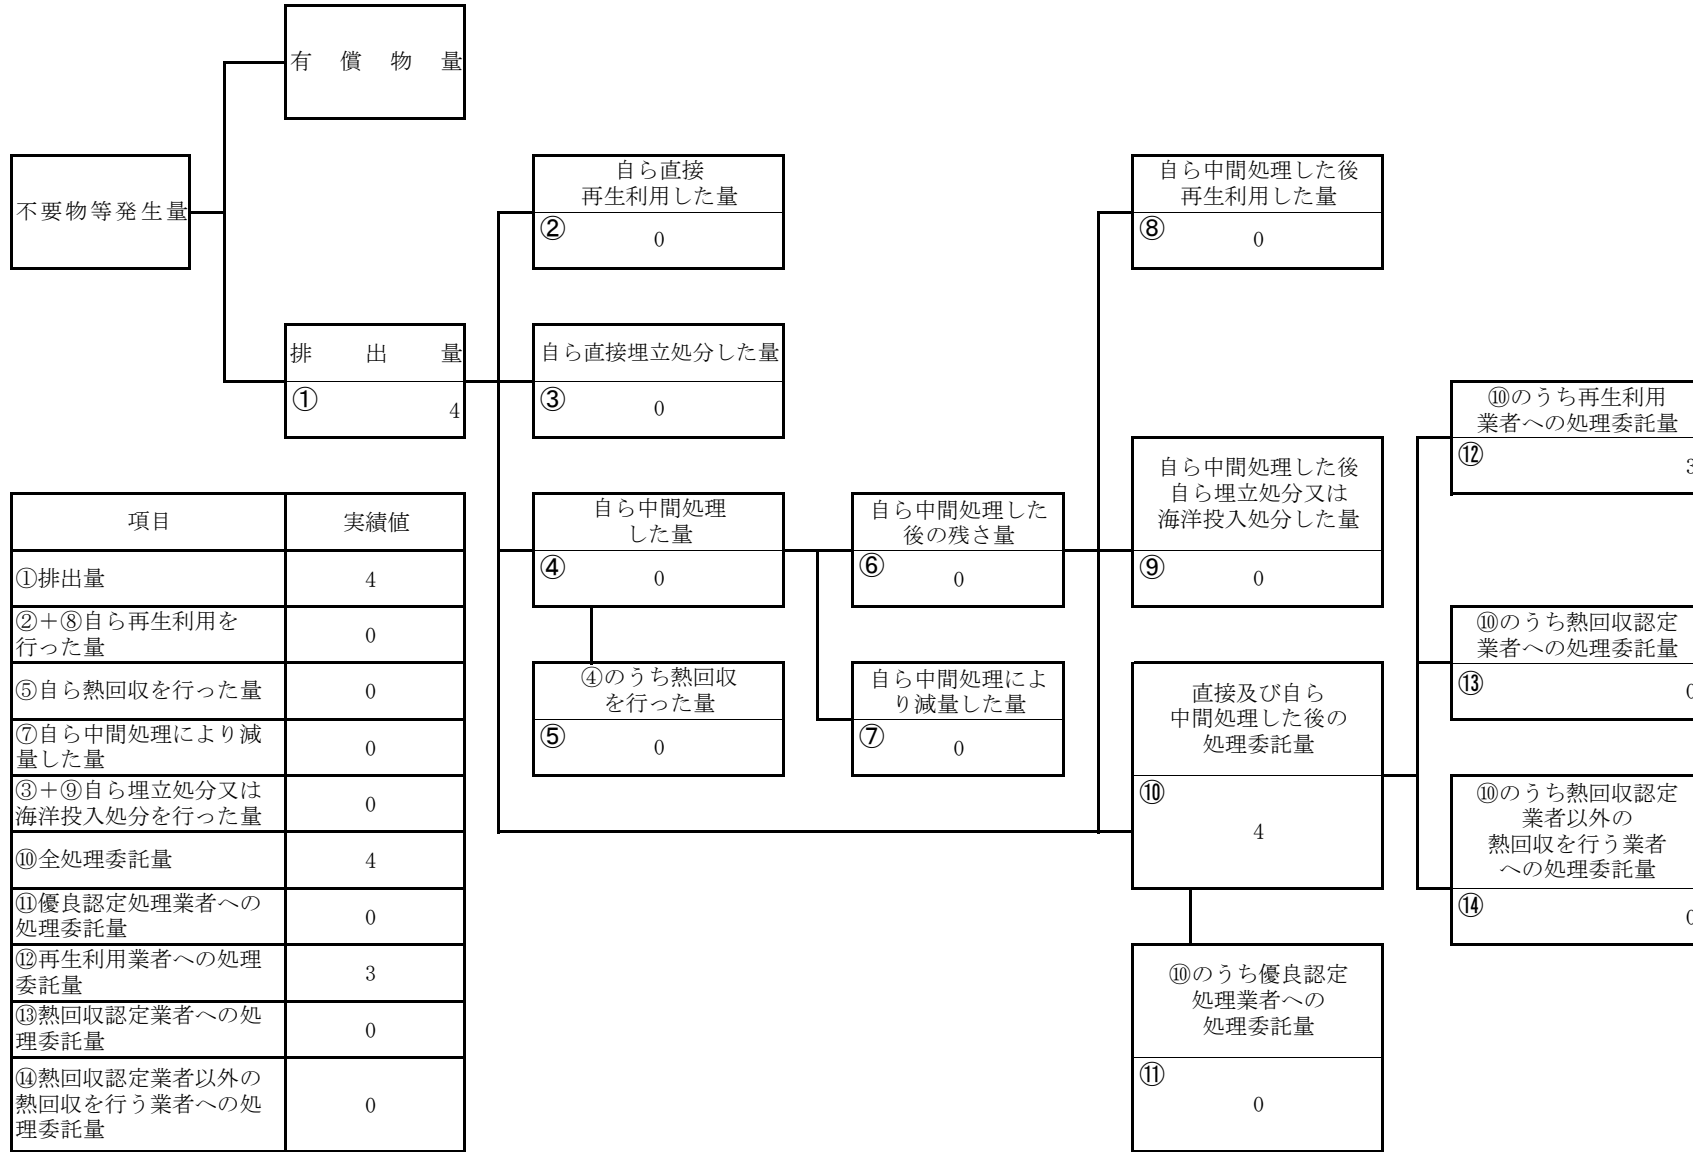 有償物量
不要物等発生量
自ら直接
再生利用した量
②
0
自ら中間処理した後
再生利用した量
⑧
0
排出量
①
4
自ら直接埋立処分した量
③
0
⑩のうち再生利用
業者への処理委託量
⑫
3
自ら中間処理した後
自ら埋立処分又は
海洋投入処分した量
⑨
0
自ら中間処理
した量
④
0
自ら中間処理した
後の残さ量
⑥
0
⑩のうち熱回収認定
業者への処理委託量
⑬
0
④のうち熱回収
を行った量
⑤
0
自ら中間処理によ
り減量した量
⑦
0
直接及び自ら
中間処理した後の
処理委託量
⑩
4
⑩のうち熱回収認定
業者以外の
熱回収を行う業者
への処理委託量
⑭
0
⑩のうち優良認定
処理業者への
処理委託量
⑪
0
項目 実績値
①排出量 4
②+⑧自ら再生利用を
行った量 0
⑤自ら熱回収を行った量 0
⑦自ら中間処理により減
量した量 0
③+⑨自ら埋立処分又は
海洋投入処分を行った量 0
⑩全処理委託量 4
⑪優良認定処理業者への
処理委託量 0
⑫再生利用業者への処理
委託量 3
⑬熱回収認定業者への処
理委託量 0
⑭熱回収認定業者以外の
熱回収を行う業者への処
理委託量 0